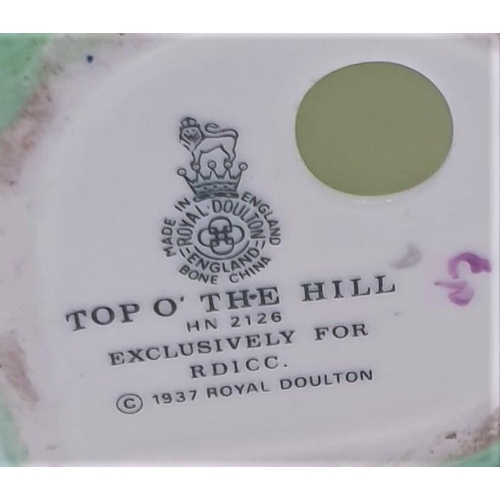 MADE IN ENGLAND
ROYAL·DOULTON
ENGLAND
BONE CHINA
TOP O' THE HILL
HN 2126
EXCLUSIVELY FOR
RDICC.
© 1937 ROYAL DOULTON